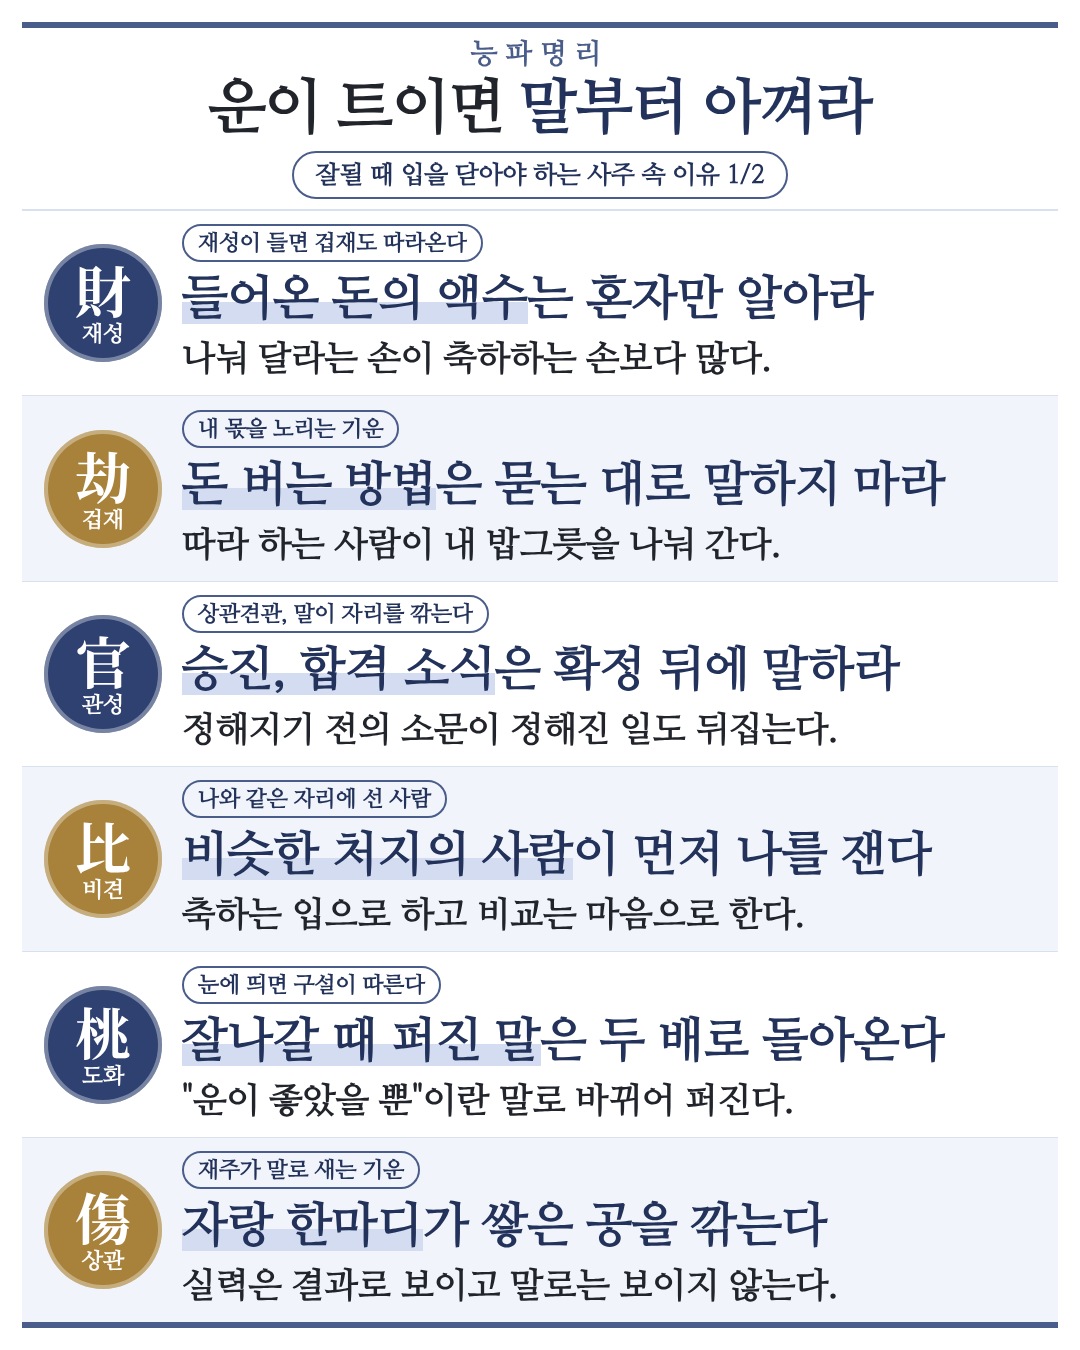 능파명리
운이 트이면 말부터 아껴라
잘될 때 입을 닫아야 하는 사주 속 이유 1/2
재성이 들면 겁재도 따라온다
財
재성
들어온 돈의 액수는 혼자만 알아라
나눠 달라는 손이 축하하는 손보다 많다.
내 몫을 노리는 기운
劫
겁재
돈 버는 방법은 묻는 대로 말하지 마라
따라 하는 사람이 내 밥그릇을 나눠 간다.
상관견관, 말이 자리를 깎는다
官
관성
승진, 합격 소식은 확정 뒤에 말하라
정해지기 전의 소문이 정해진 일도 뒤집는다.
나와 같은 자리에 선 사람
比
비견
비슷한 처지의 사람이 먼저 나를 잰다
축하는 입으로 하고 비교는 마음으로 한다.
눈에 띄면 구설이 따른다
桃
도화
잘나갈 때 퍼진 말은 두 배로 돌아온다
"운이 좋았을 뿐"이란 말로 바뀌어 퍼진다.
재주가 말로 새는 기운
傷
상관
자랑 한마디가 쌓은 공을 깎는다
실력은 결과로 보이고 말로는 보이지 않는다.